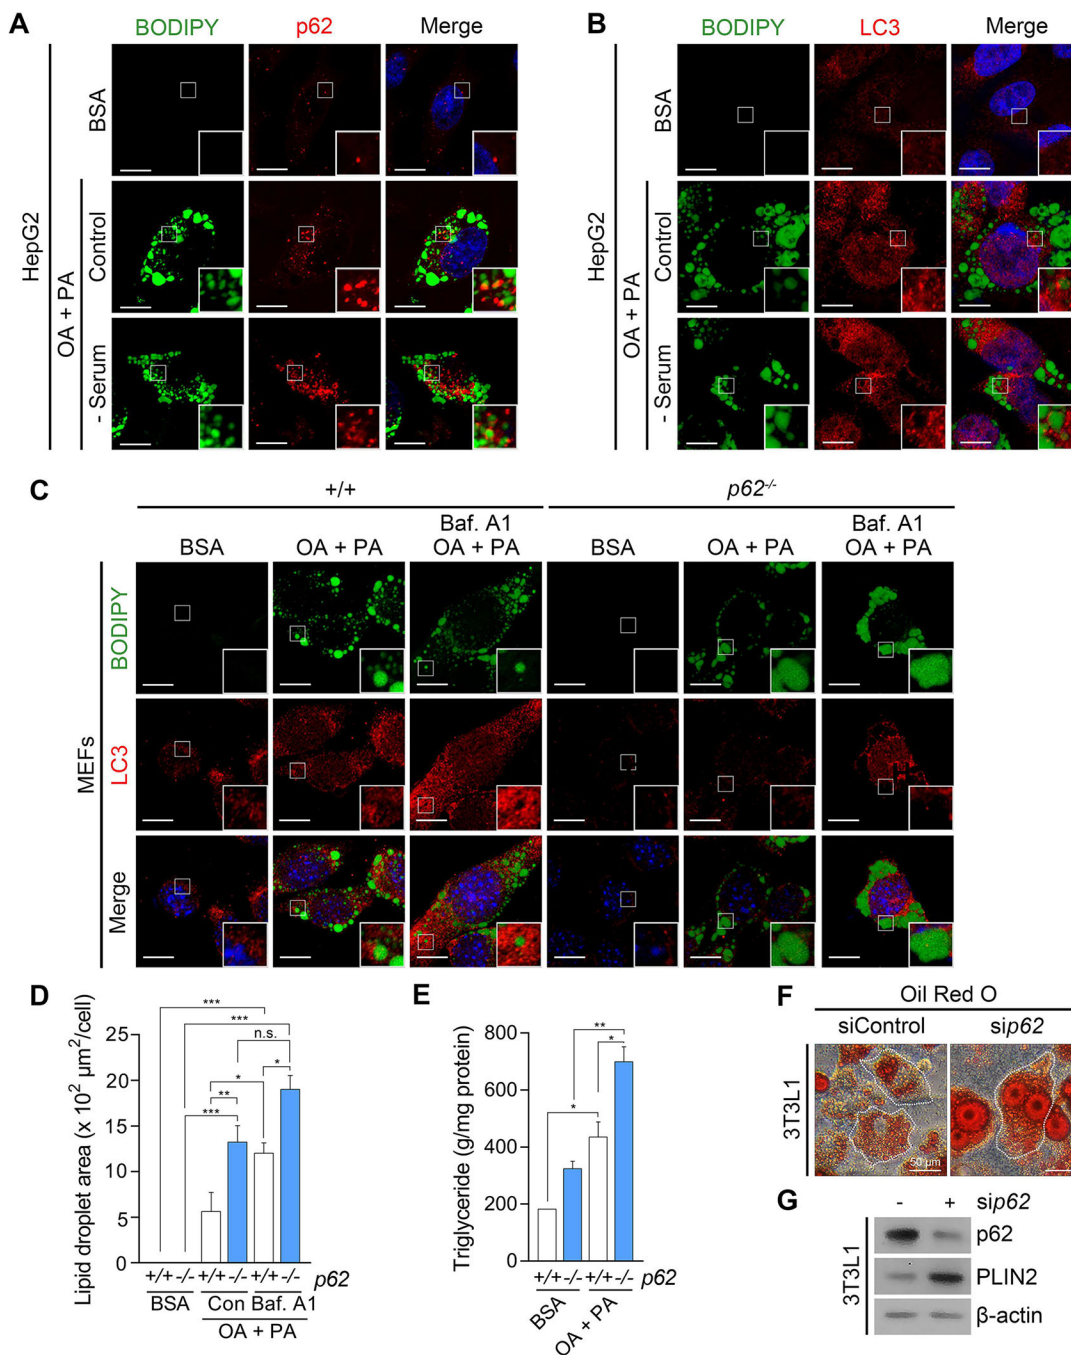 A
BODIPY p62 Merge
HepG2
BSA
OA + PA
Control
- Serum
B
BODIPY LC3 Merge
HepG2
BSA
OA + PA
Control
- Serum
C
+/+ p62-/-
BSA OA + PA Baf. A1 OA + PA BSA OA + PA Baf. A1 OA + PA
MEFs
BODIPY
LC3
Merge
D
Lipid droplet area (x 10² µm²/cell)
25
20
15
10
5
0
***
***
n.s.
*
*
**
***
+/+ -/- +/+ -/- +/+ -/- p62
BSA Con Baf. A1
OA + PA
E
Triglyceride (g/mg protein)
800
600
400
200
0
**
*
*
+/+ -/- +/+ -/- p62
BSA OA + PA
F
Oil Red O
siControl sip62
3T3L1
50 µm
G
- + sip62
3T3L1
p62
PLIN2
β-actin